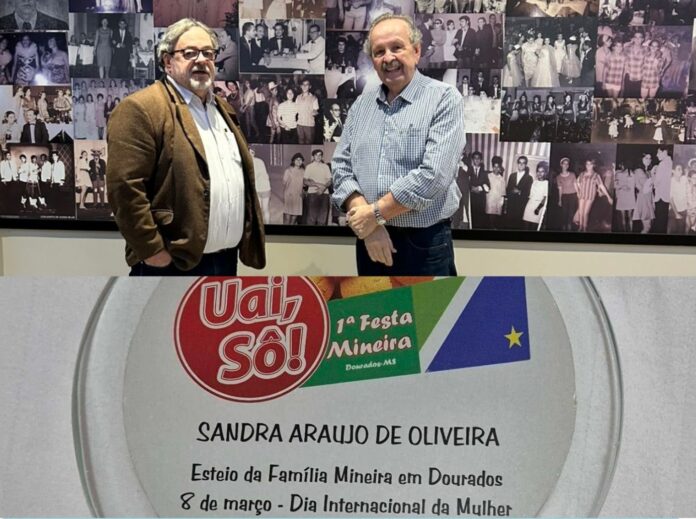 Uai,
Sô!
1ª Festa
Mineira
Dourados-MS
SANDRA ARAUJO DE OLIVEIRA
Esteio da Família Mineira em Dourados
8 de março - Dia Internacional da Mulher